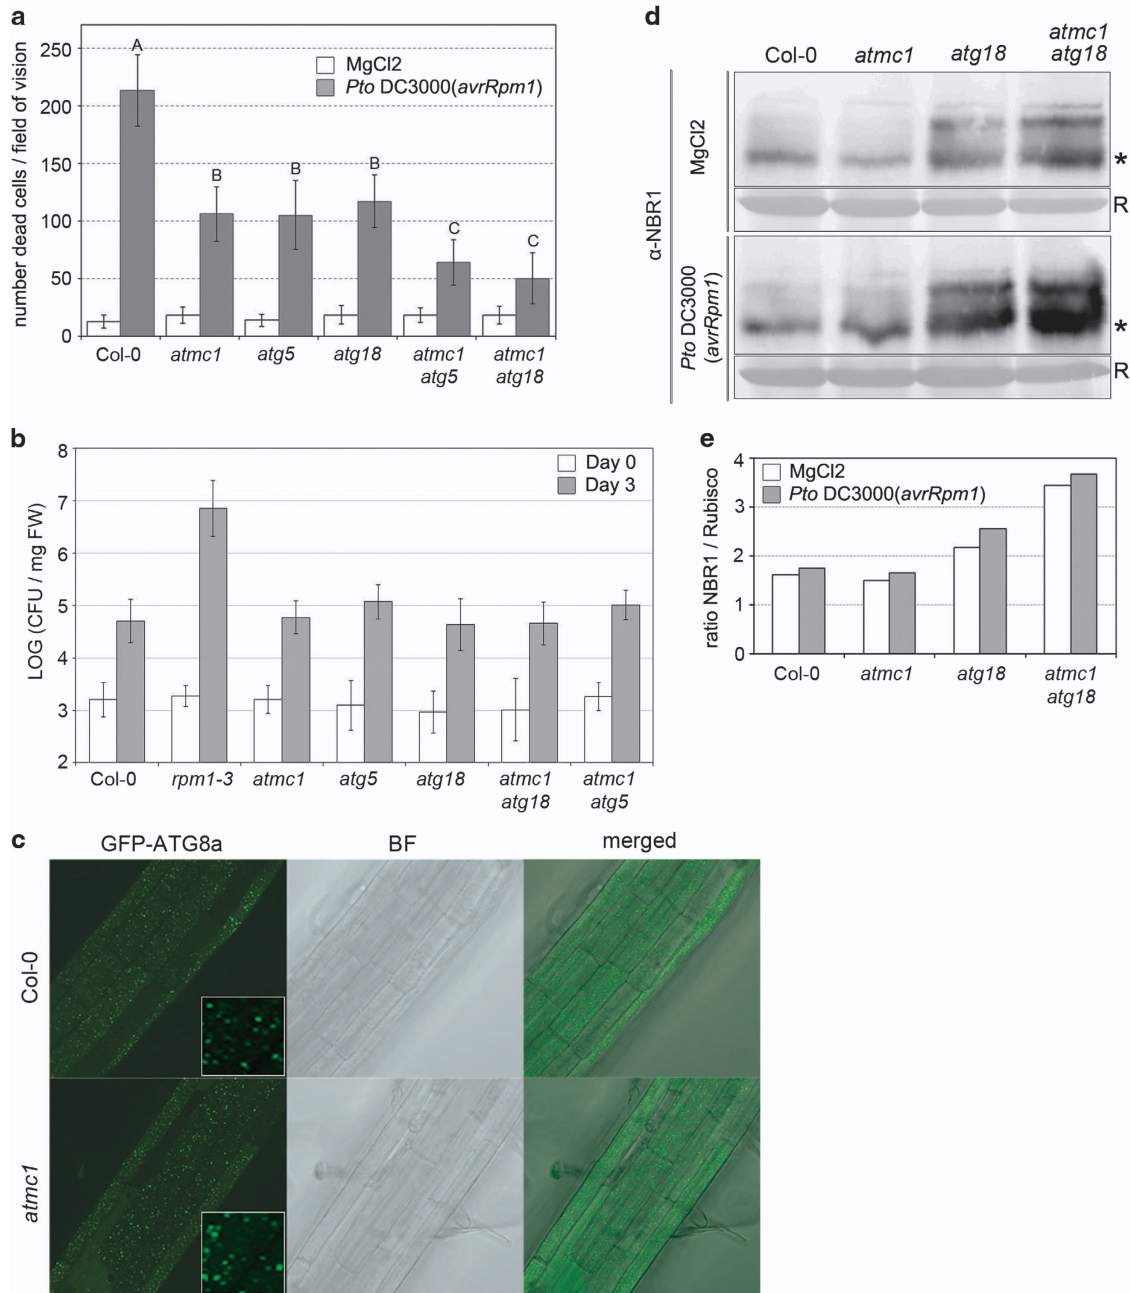 a
number dead cells / field of vision
250
200
150
100
50
0
MgCl2
Pto DC3000(avrRpm1)
A
B
B
B
C
C
Col-0
atmc1
atg5
atg18
atmc1
atg5
atmc1
atg18
b
LOG (CFU / mg FW)
8
7
6
5
4
3
2
Day 0
Day 3
Col-0
rpm1-3
atmc1
atg5
atg18
atmc1
atg18
atmc1
atg5
c
GFP-ATG8a
BF
merged
Col-0
atmc1
d
Col-0
atmc1
atg18
atmc1
atg18
α-NBR1
MgCl2
*
R
Pto DC3000
(avrRpm1)
*
R
e
ratio NBR1 / Rubisco
4
3
2
1
0
MgCl2
Pto DC3000(avrRpm1)
Col-0
atmc1
atg18
atmc1
atg18